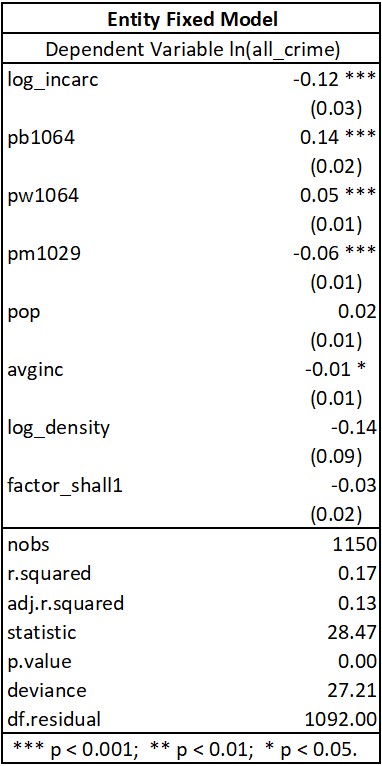 Entity Fixed Model
Dependent Variable ln(all_crime)
log_incarc -0.12 ***
(0.03)
pb1064 0.14 ***
(0.02)
pw1064 0.05 ***
(0.01)
pm1029 -0.06 ***
(0.01)
pop 0.02
(0.01)
avginc -0.01 *
(0.01)
log_density -0.14
(0.09)
factor_shall1 -0.03
(0.02)
nobs 1150
r.squared 0.17
adj.r.squared 0.13
statistic 28.47
p.value 0.00
deviance 27.21
df.residual 1092.00
*** p < 0.001; ** p < 0.01; * p < 0.05.